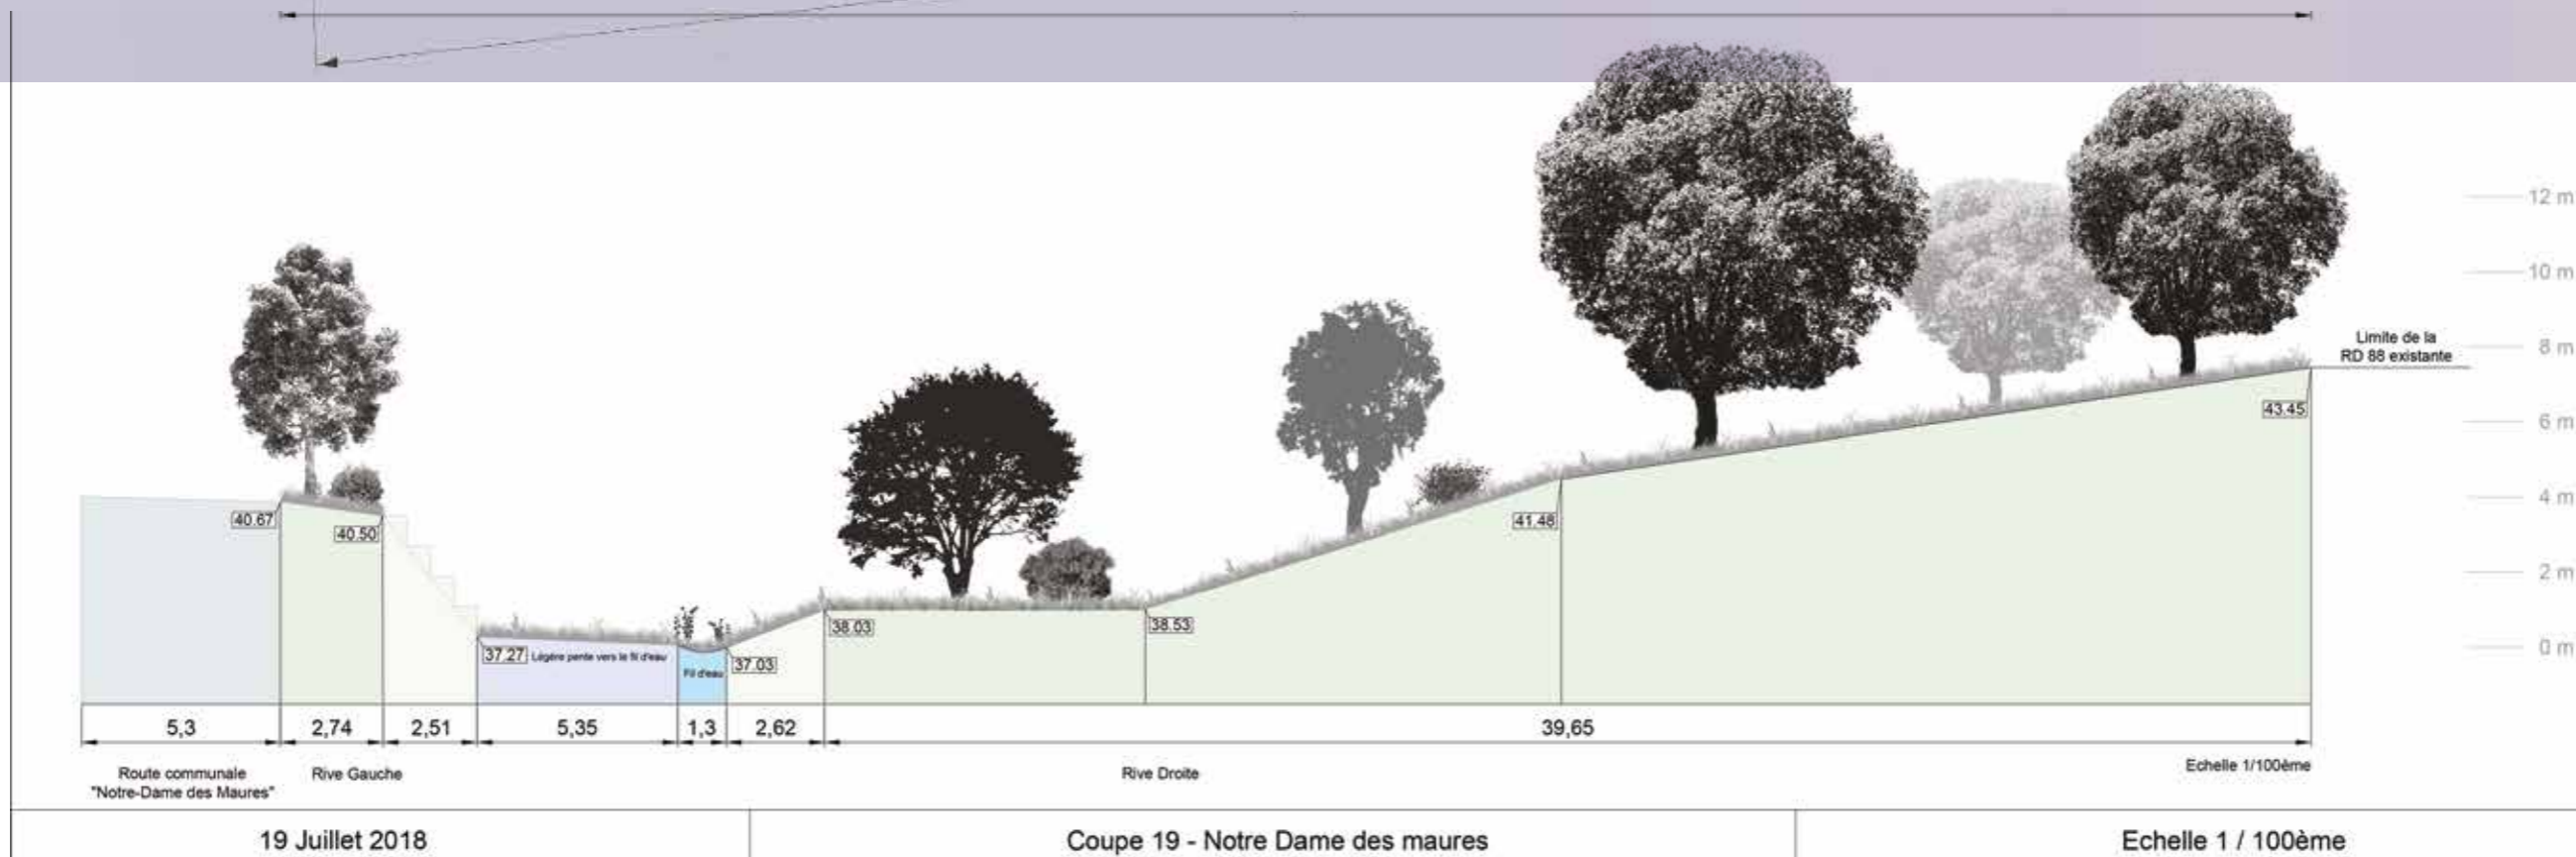 12 m
10 m
Limite de la
RD 88 existante
8 m
43.45
6 m
4 m
40.67
40.50
41.48
2 m
38.03
38.53
37.27 Légère pente vers le fil d'eau
37.03
0 m
Fil d'eau
5,3
2,74
2,51
5,35
1,3
2,62
39,65
Route communale
"Notre-Dame des Maures"
Rive Gauche
Rive Droite
Echelle 1/100ème
19 Juillet 2018
Coupe 19 - Notre Dame des maures
Echelle 1 / 100ème